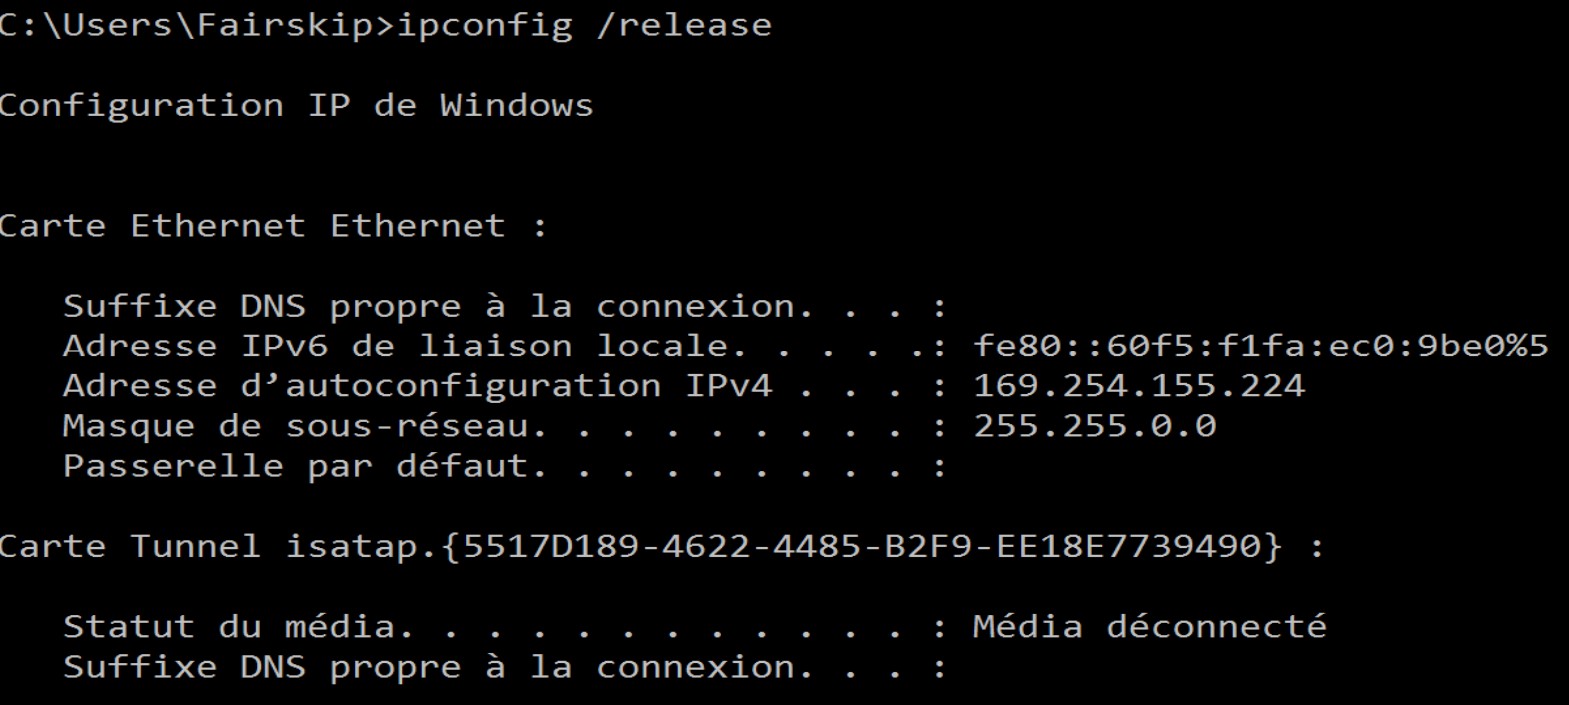 C:\Users\Fairskip>ipconfig /release
Configuration IP de Windows
Carte Ethernet Ethernet :
Suffixe DNS propre à la connexion. . . :
Adresse IPv6 de liaison locale. . . . .: fe80::60f5:f1fa:ec0:9be0%5
Adresse d’autoconfiguration IPv4 . . . : 169.254.155.224
Masque de sous-réseau. . . . . . . . . : 255.255.0.0
Passerelle par défaut. . . . . . . . . :
Carte Tunnel isatap.{5517D189-4622-4485-B2F9-EE18E7739490} :
Statut du média. . . . . . . . . . . . : Média déconnecté
Suffixe DNS propre à la connexion. . . :